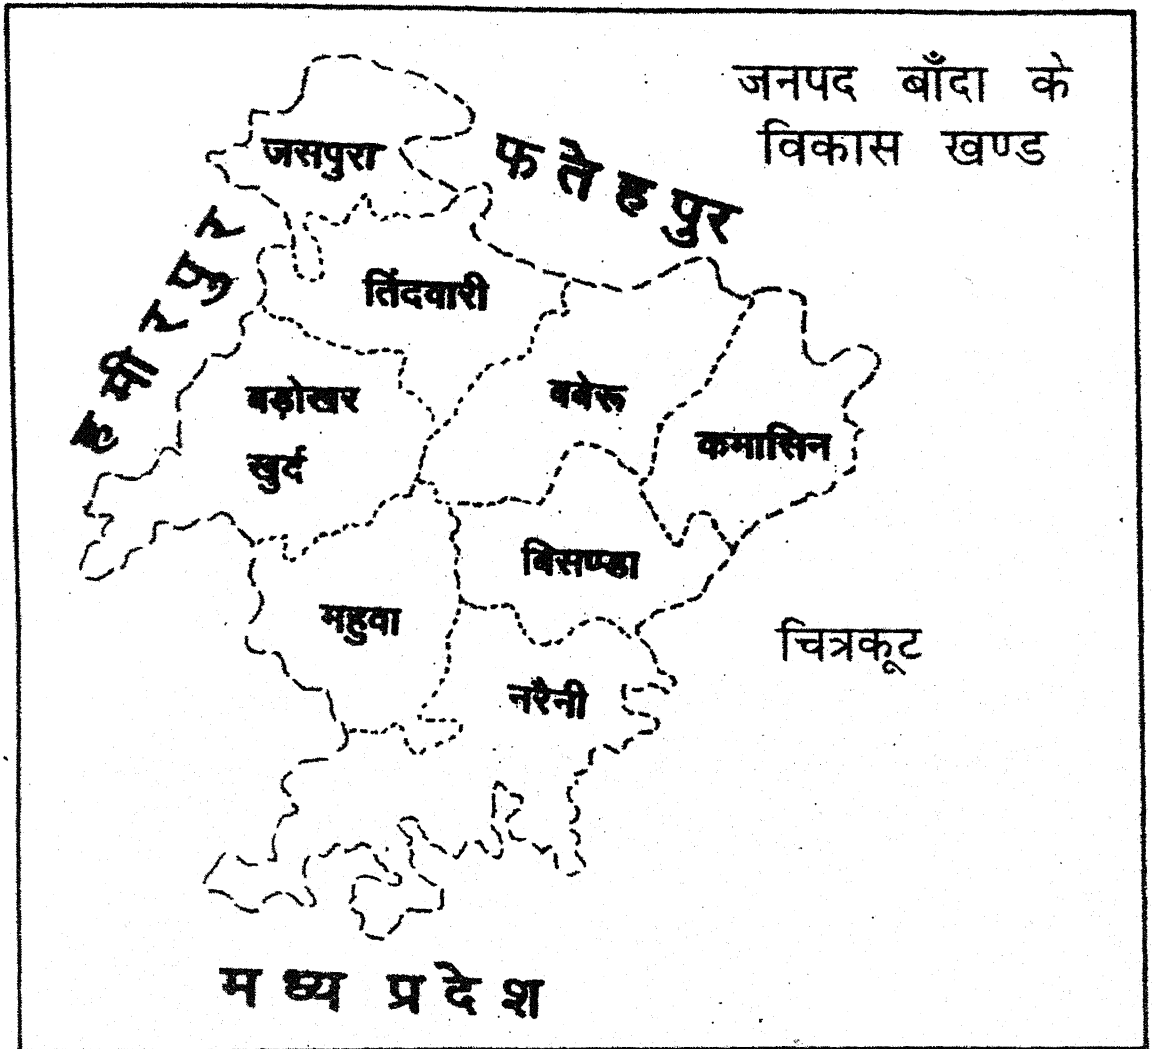 जनपद बाँदा के
विकास खण्ड
फतेहपुर
जसपुरा
हमीरपुर
तिंदवारी
बड़ोखर
खुर्द
बबेरू
कमासिन
बिसण्डा
महुवा
चित्रकूट
नरैनी
मध्य प्रदेश